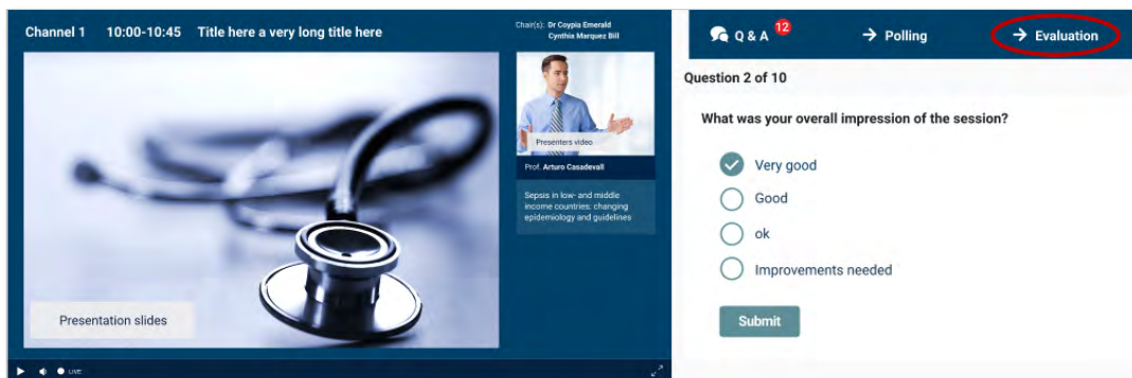 Channel 1 10:00-10:45 Title here a very long title here
Chair(s): Dr Coypia Emerald
Cynthia Marquez Bill
Presenters video
Prof. Arturo Casadevall
Sepsis in low- and middle
income countries: changing
epidemiology and guidelines
Presentation slides
LIVE
Q & A 12
→ Polling
→ Evaluation
Question 2 of 10
What was your overall impression of the session?
Very good
Good
ok
Improvements needed
Submit